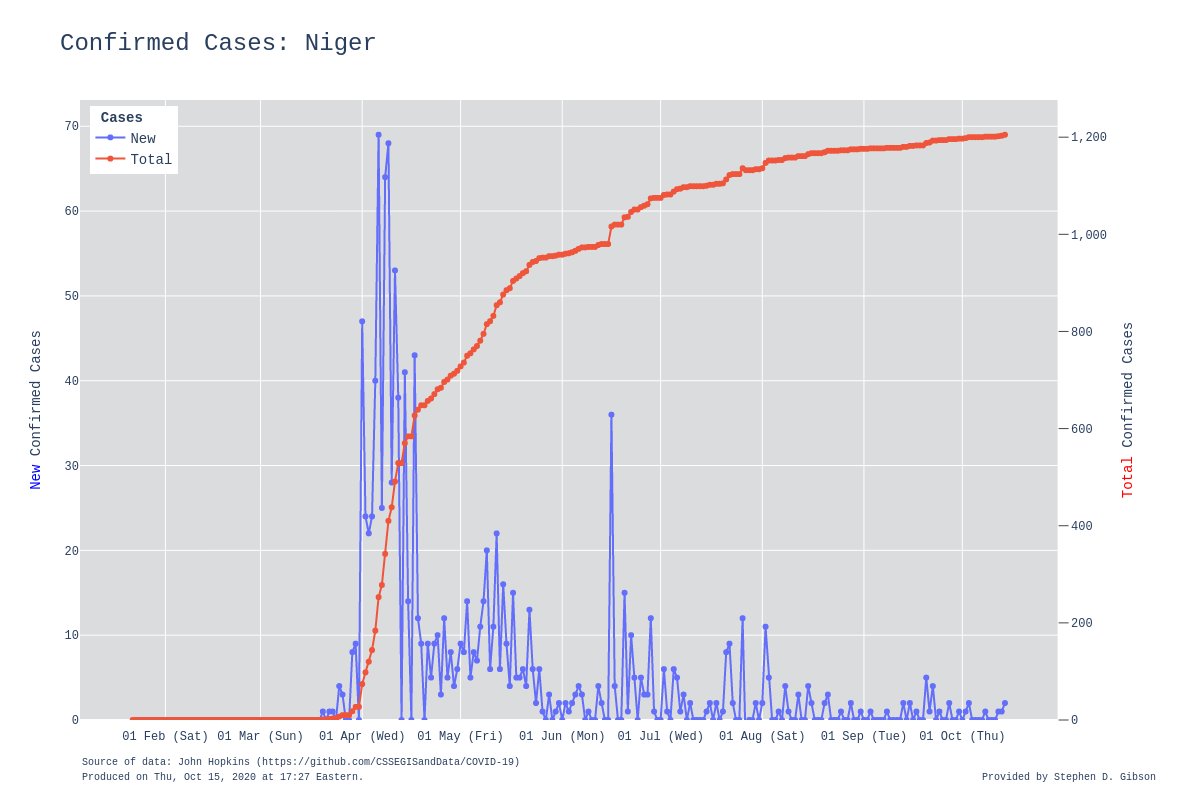 Confirmed Cases: Niger
Cases
New
Total
70
60
50
40
30
20
10
0
1,200
1,000
800
600
400
200
0
New Confirmed Cases
Total Confirmed Cases
01 Feb (Sat) 01 Mar (Sun) 01 Apr (Wed) 01 May (Fri) 01 Jun (Mon) 01 Jul (Wed) 01 Aug (Sat) 01 Sep (Tue) 01 Oct (Thu)
Source of data: John Hopkins (https://github.com/CSSEGISandData/COVID-19)
Produced on Thu, Oct 15, 2020 at 17:27 Eastern.
Provided by Stephen D. Gibson